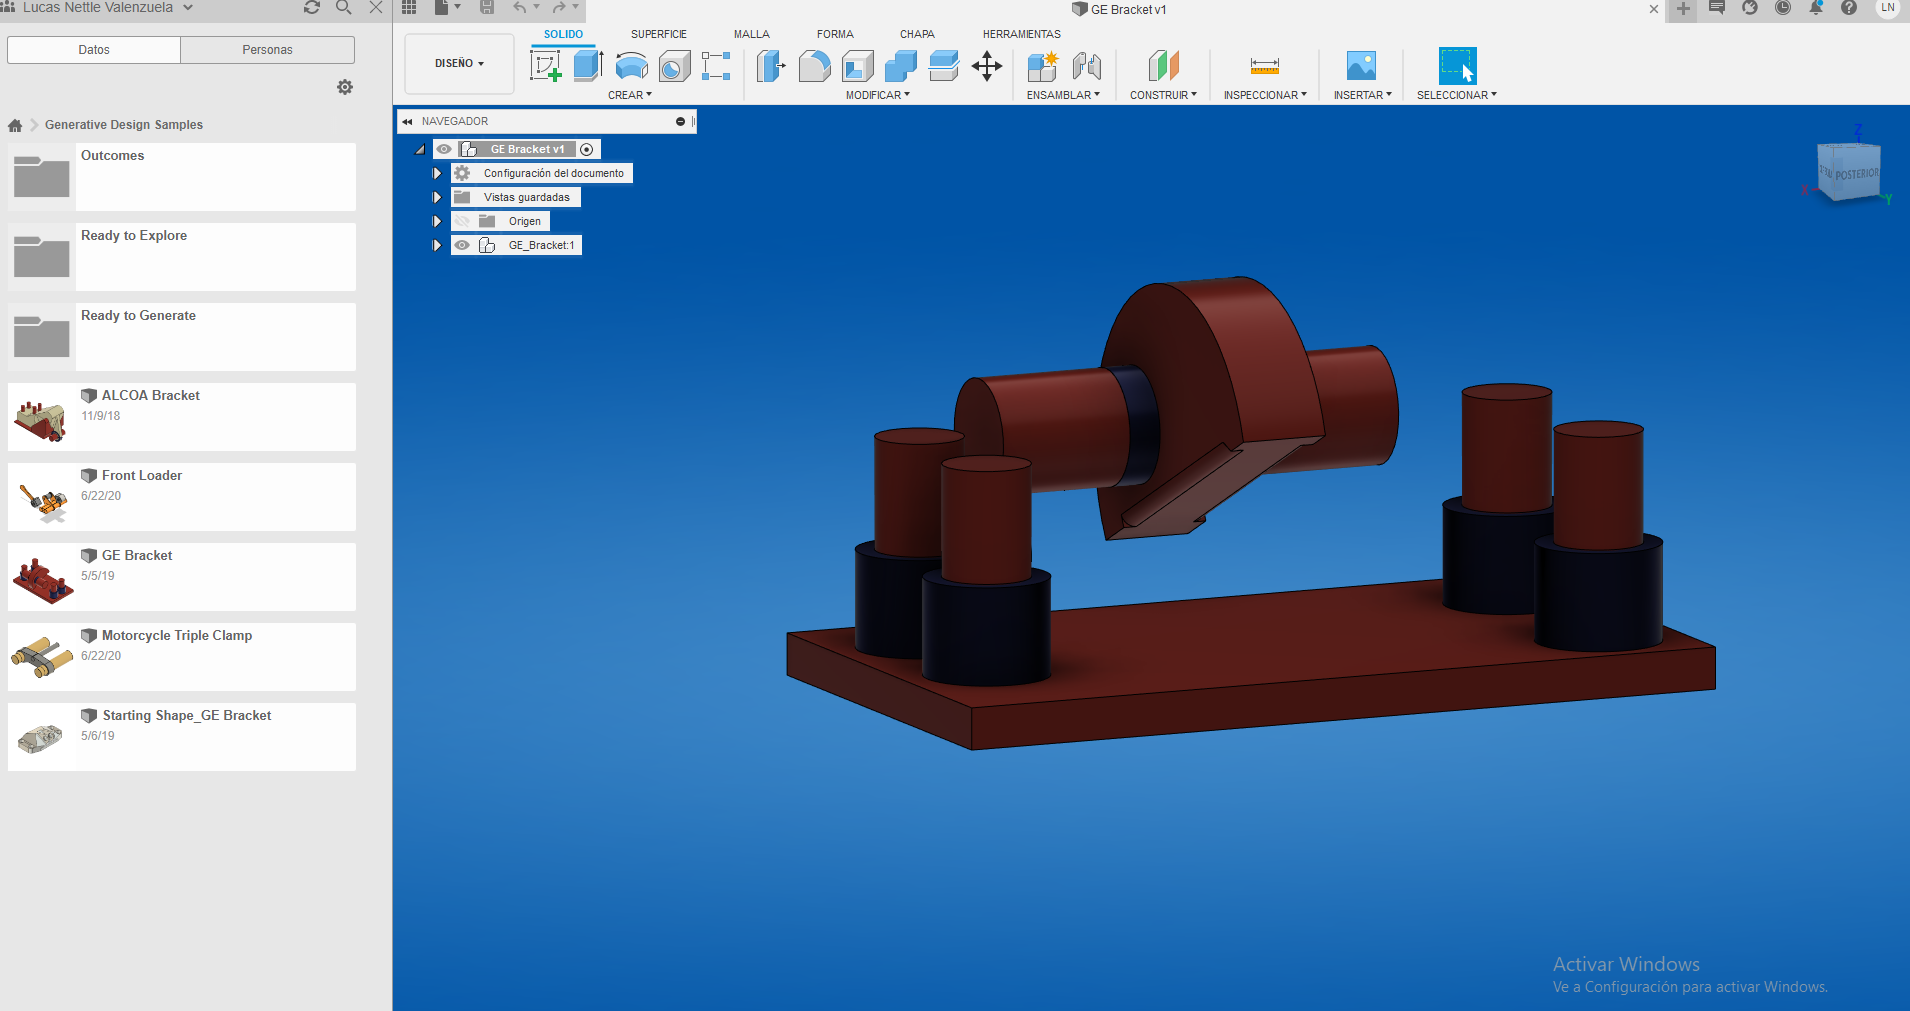 Lucas Nettle Valenzuela
GE Bracket v1
LN
Datos
Personas
Generative Design Samples
Outcomes
Ready to Explore
Ready to Generate
ALCOA Bracket
11/9/18
Front Loader
6/22/20
GE Bracket
5/5/19
Motorcycle Triple Clamp
6/22/20
Starting Shape_GE Bracket
5/6/19
DISEÑO
SOLIDO
SUPERFICIE
MALLA
FORMA
CHAPA
HERRAMIENTAS
CREAR
MODIFICAR
ENSAMBLAR
CONSTRUIR
INSPECCIONAR
INSERTAR
SELECCIONAR
NAVEGADOR
GE Bracket v1
Configuración del documento
Vistas guardadas
Origen
GE_Bracket:1
Z
POSTERIOR
X
Y
Activar Windows
Ve a Configuración para activar Windows.